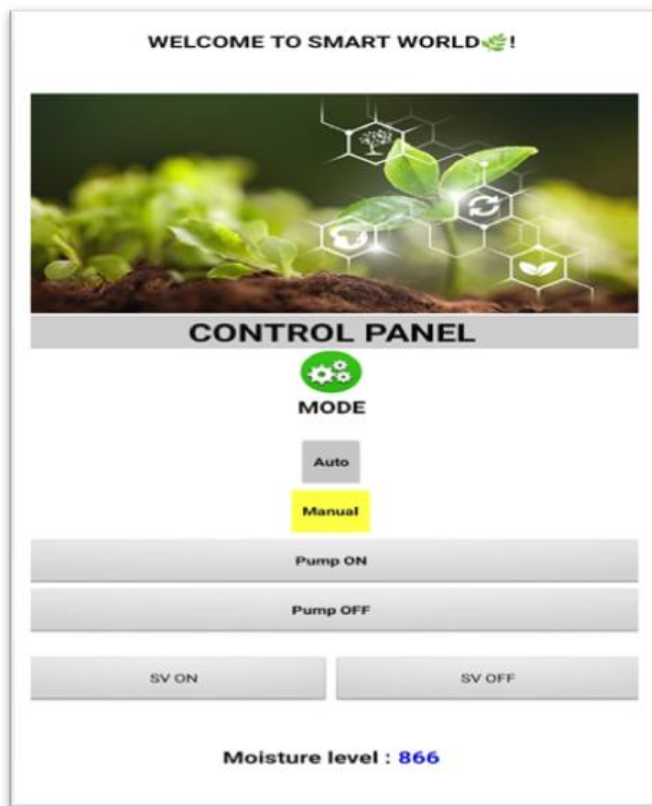 WELCOME TO SMART WORLD🌿!
CONTROL PANEL
MODE
Auto
Manual
Pump ON
Pump OFF
SV ON SV OFF
Moisture level : 866